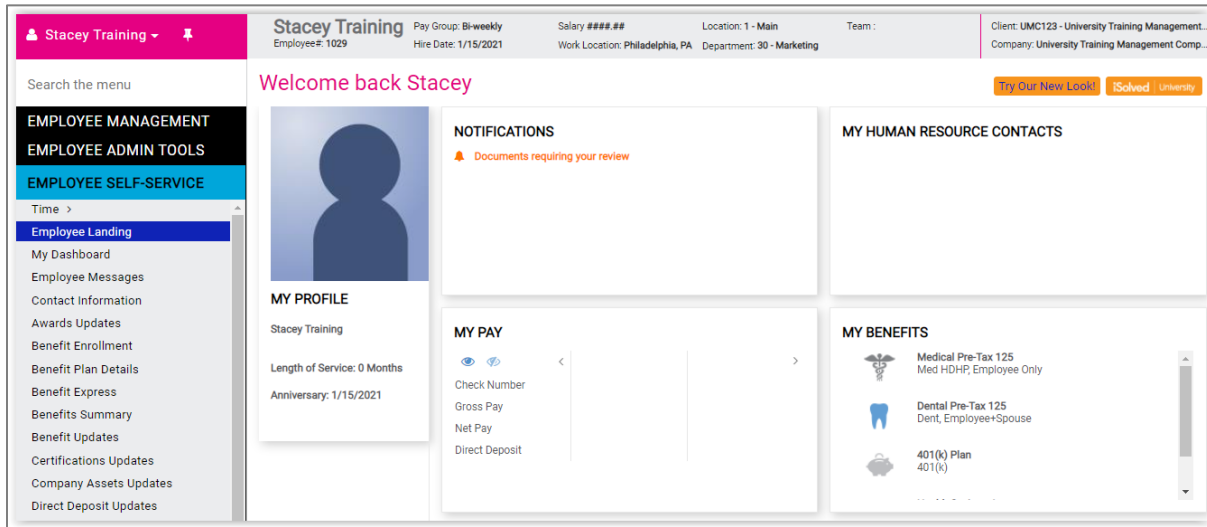 Stacey Training
Stacey Training
Employee#: 1029
Pay Group: Bi-weekly
Hire Date: 1/15/2021
Salary ####.##
Work Location: Philadelphia, PA
Location: 1 - Main
Department: 30 - Marketing
Team :
Client: UMC123 - University Training Management...
Company: University Training Management Comp...
Search the menu
Welcome back Stacey
Try Our New Look!
iSolved University
EMPLOYEE MANAGEMENT
EMPLOYEE ADMIN TOOLS
EMPLOYEE SELF-SERVICE
Time >
Employee Landing
My Dashboard
Employee Messages
Contact Information
Awards Updates
Benefit Enrollment
Benefit Plan Details
Benefit Express
Benefits Summary
Benefit Updates
Certifications Updates
Company Assets Updates
Direct Deposit Updates
MY PROFILE
Stacey Training
Length of Service: 0 Months
Anniversary: 1/15/2021
NOTIFICATIONS
Documents requiring your review
MY HUMAN RESOURCE CONTACTS
MY PAY
Check Number
Gross Pay
Net Pay
Direct Deposit
MY BENEFITS
Medical Pre-Tax 125
Med HDHP, Employee Only
Dental Pre-Tax 125
Dent, Employee+Spouse
401(k) Plan
401(k)